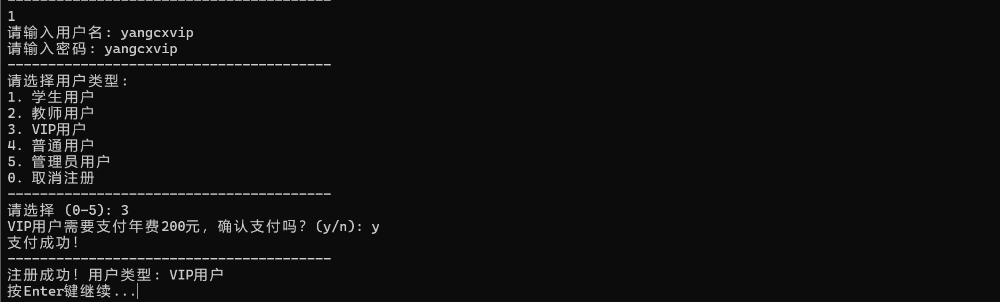 ----------------------------------------
1
请输入用户名: yangcxvip
请输入密码: yangcxvip
----------------------------------------
请选择用户类型:
1. 学生用户
2. 教师用户
3. VIP用户
4. 普通用户
5. 管理员用户
0. 取消注册
----------------------------------------
请选择 (0-5): 3
VIP用户需要支付年费200元, 确认支付吗? (y/n): y
支付成功!
----------------------------------------
注册成功! 用户类型: VIP用户
按Enter键继续...